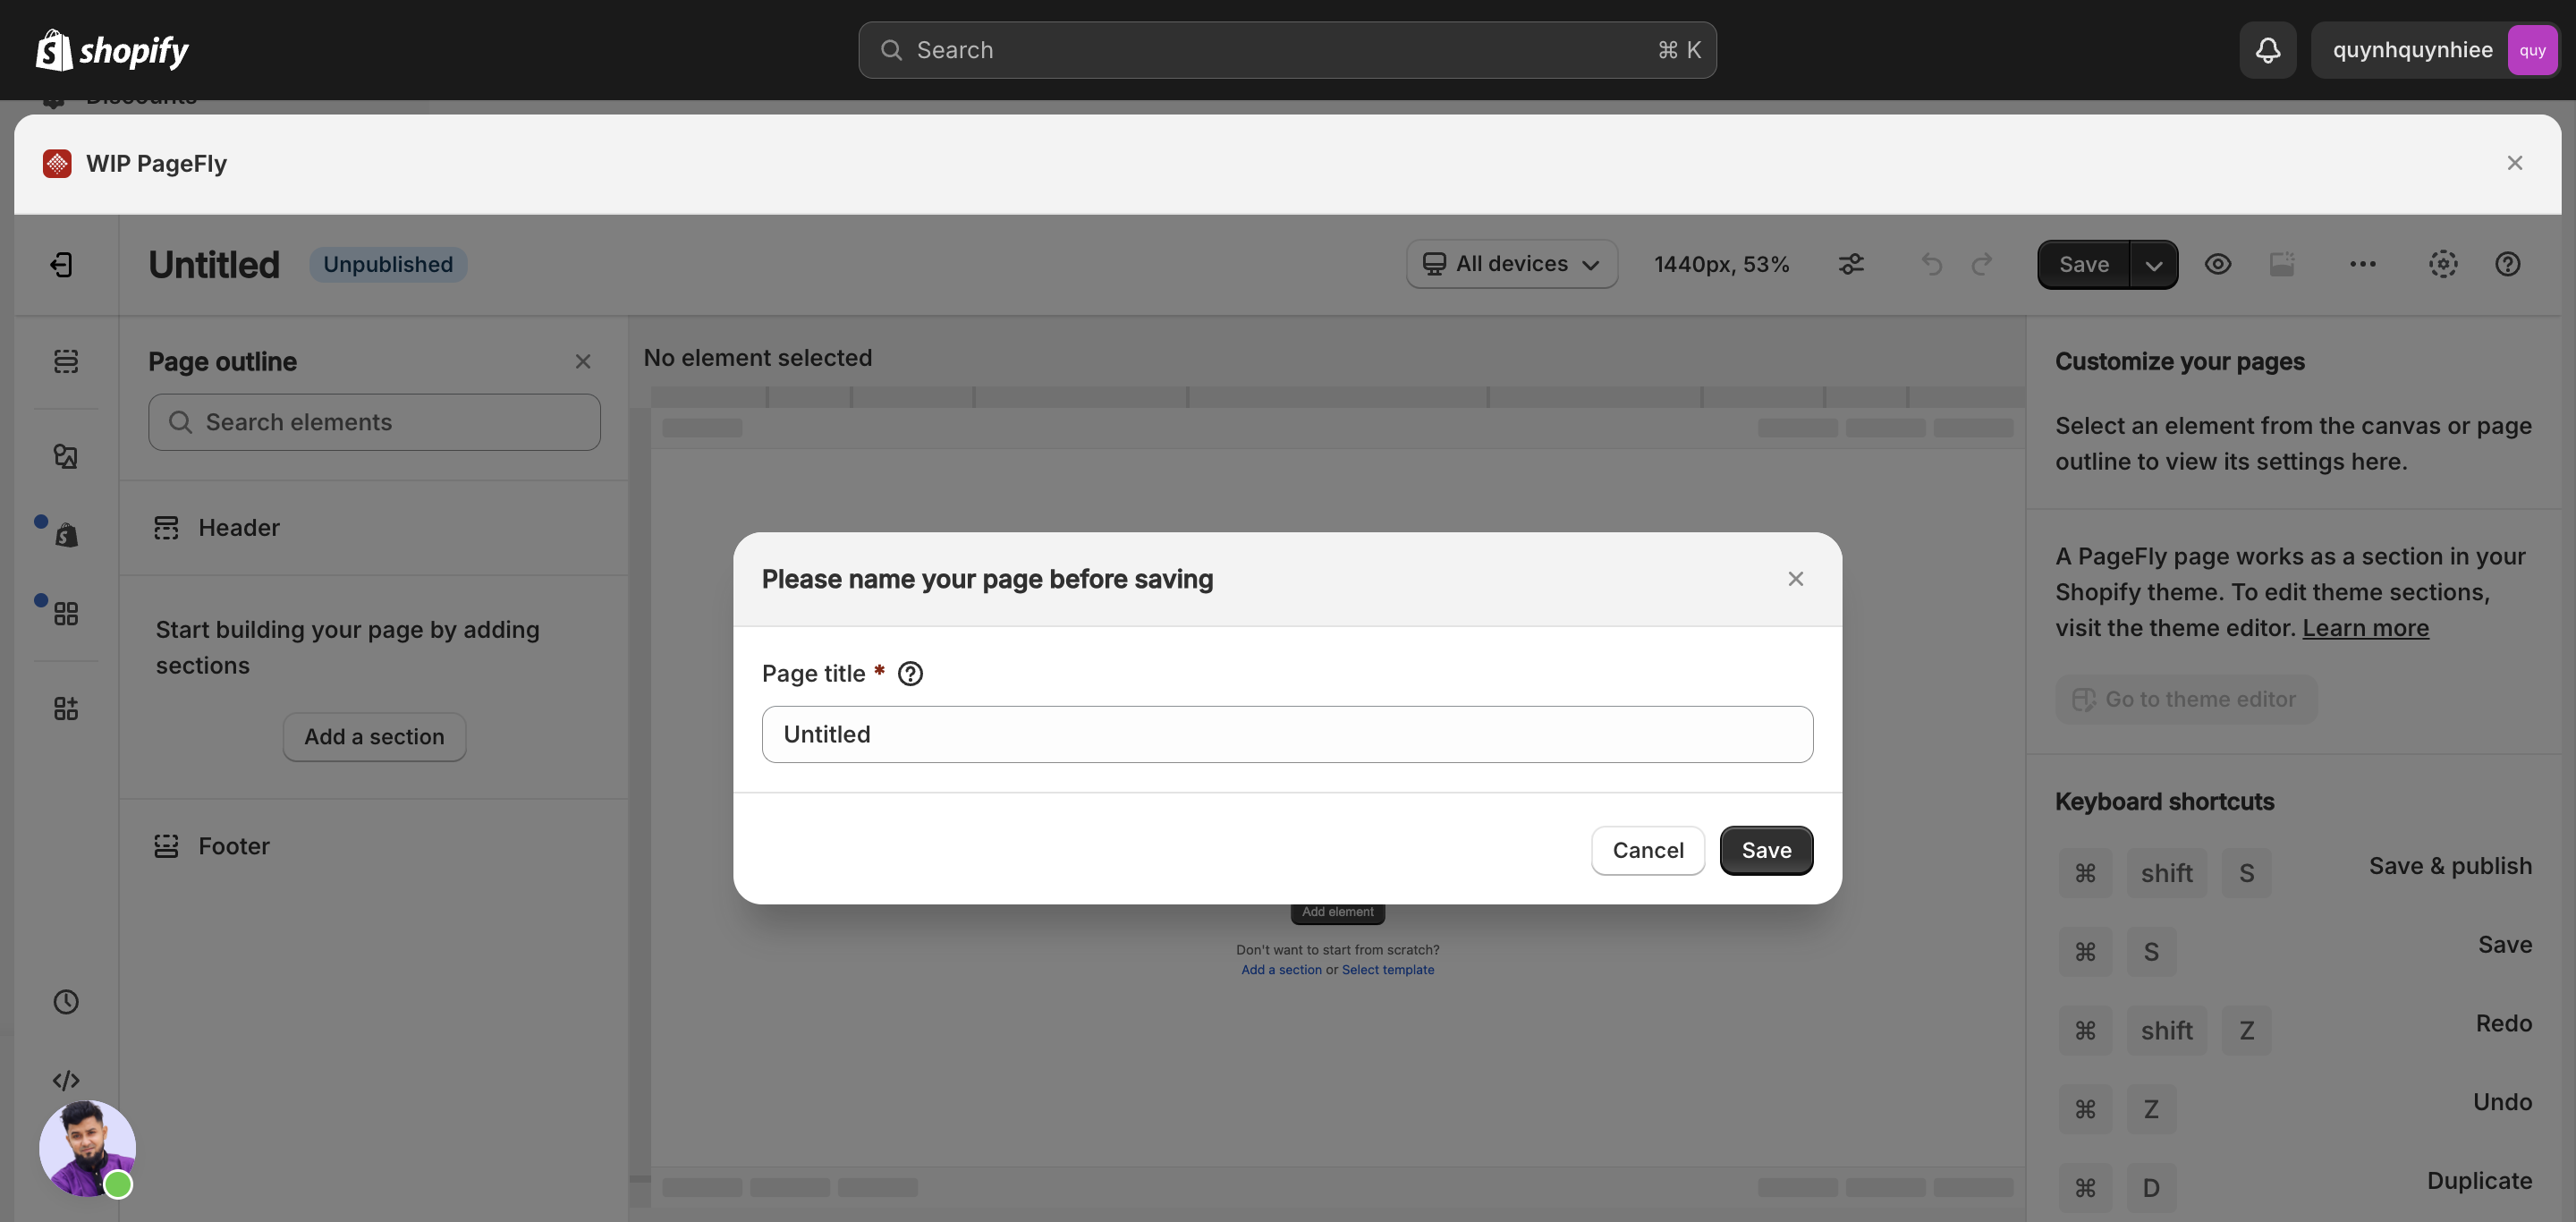 shopify
Search
⌘ K
quynhquynhiee
quy
Discounts
WIP PageFly
Untitled
Unpublished
All devices
1440px, 53%
Save
Page outline
Search elements
Header
Start building your page by adding
sections
Add a section
Footer
No element selected
Please name your page before saving
Page title *
Untitled
Cancel
Save
Add element
Don't want to start from scratch?
Add a section or Select template
Customize your pages
Select an element from the canvas or page
outline to view its settings here.
A PageFly page works as a section in your
Shopify theme. To edit theme sections,
visit the theme editor. Learn more
Go to theme editor
Keyboard shortcuts
⌘ shift S Save & publish
⌘ S Save
⌘ shift Z Redo
⌘ Z Undo
⌘ D Duplicate